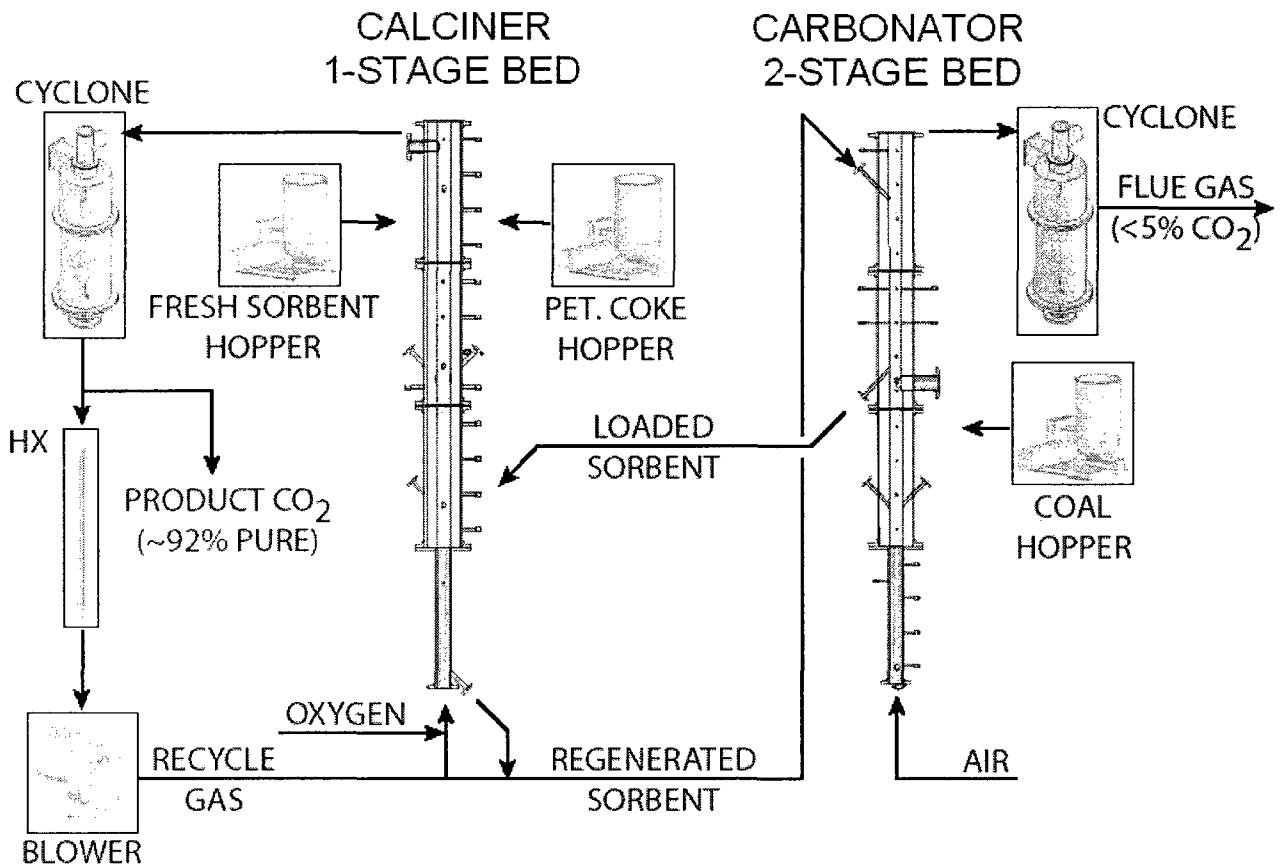 CALCINER
1-STAGE BED
CARBONATOR
2-STAGE BED
CYCLONE
CYCLONE
FLUE GAS
(<5% CO2)
FRESH SORBENT
HOPPER
PET. COKE
HOPPER
HX
LOADED
SORBENT
PRODUCT CO2
(~92% PURE)
COAL
HOPPER
OXYGEN
RECYCLE
GAS
REGENERATED
SORBENT
AIR
BLOWER